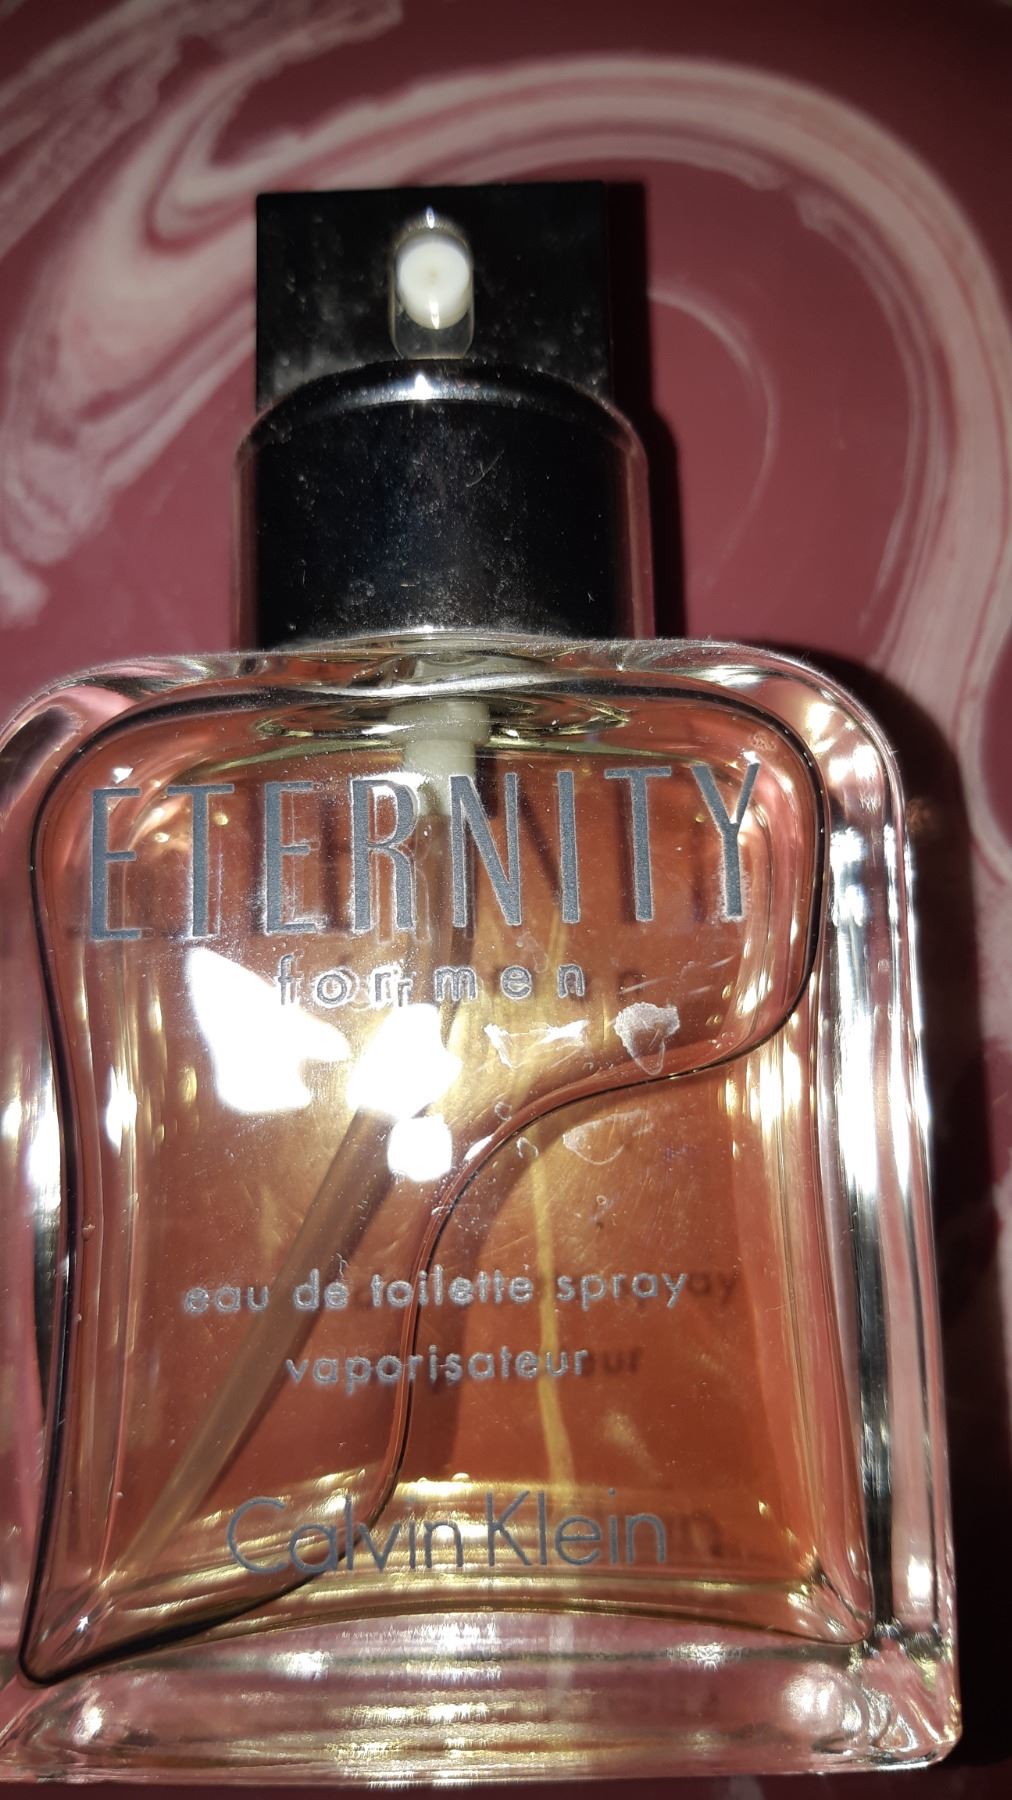 ETERNITY
for men
eau de toilette spray
vaporisateur
Calvin Klein